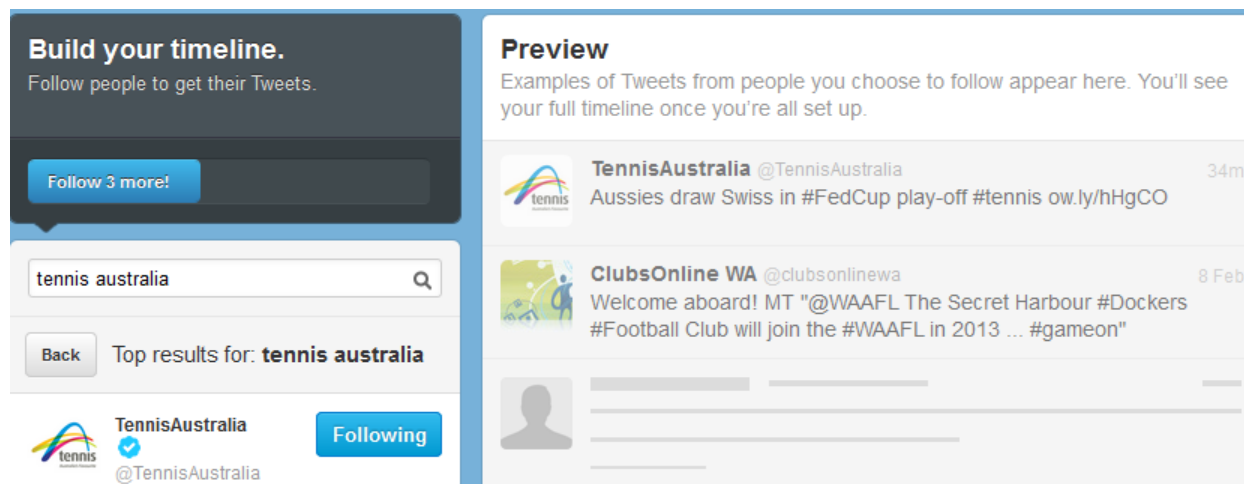 Build your timeline.
Follow people to get their Tweets.
Follow 3 more!
tennis australia
Back Top results for: tennis australia
tennis
TennisAustralia
Following
@TennisAustralia
Preview
Examples of Tweets from people you choose to follow appear here. You'll see
your full timeline once you're all set up.
tennis
TennisAustralia @TennisAustralia 34m
Aussies draw Swiss in #FedCup play-off #tennis ow.ly/hHgCO
ClubsOnline WA @clubsonlinewa 8 Feb
Welcome aboard! MT "@WAAFL The Secret Harbour #Dockers
#Football Club will join the #WAAFL in 2013 ... #gameon"